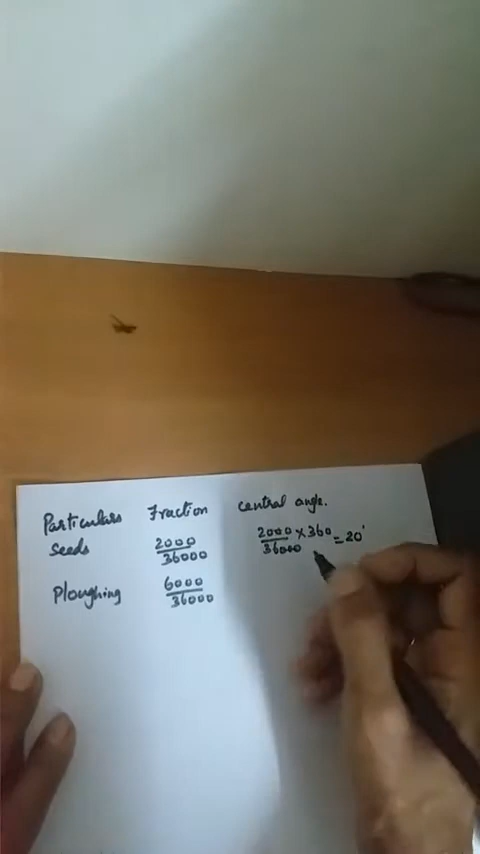 Particulars Fraction central angle.
seeds 2000/36000 2000/36000 × 360 = 20°
Ploughing 6000/36000